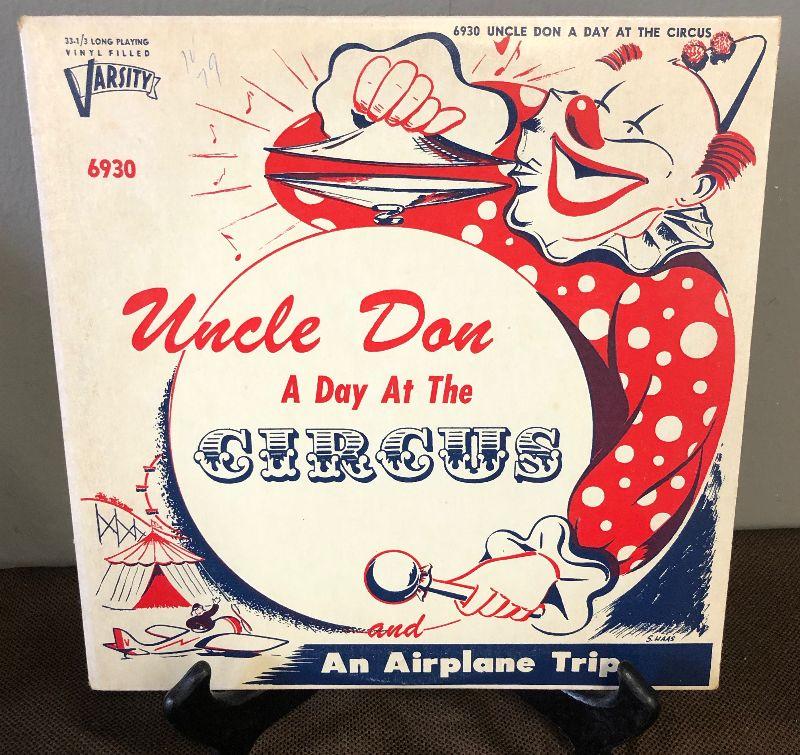 33-1/3 LONG PLAYING
VINYL FILLED
VARSITY
6930 UNCLE DON A DAY AT THE CIRCUS
6930
Uncle Don
A Day At The
CIRCUS
and
An Airplane Trip
S. HAAS